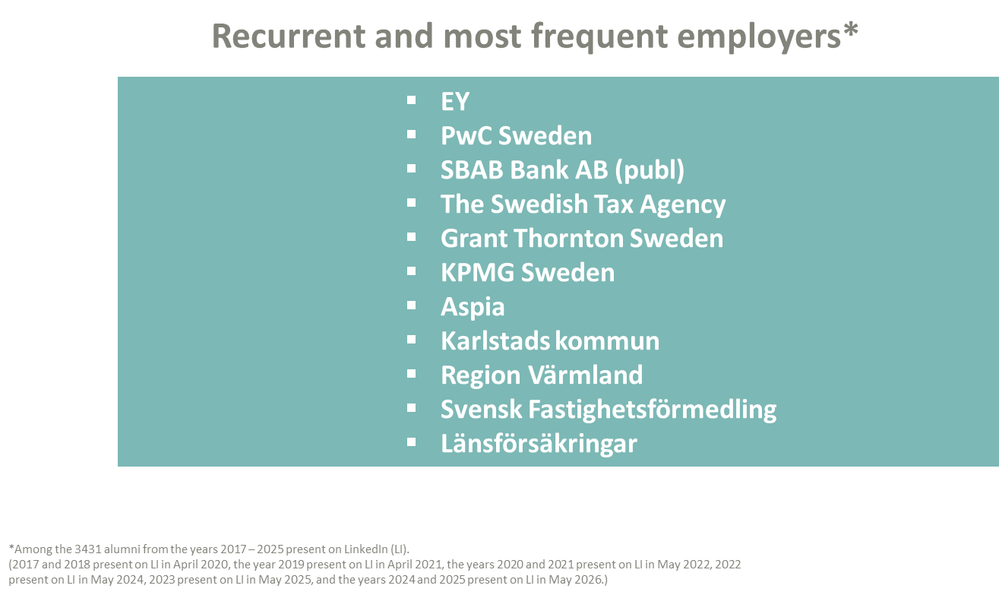 Recurrent and most frequent employers*
▪ EY
▪ PwC Sweden
▪ SBAB Bank AB (publ)
▪ The Swedish Tax Agency
▪ Grant Thornton Sweden
▪ KPMG Sweden
▪ Aspia
▪ Karlstads kommun
▪ Region Värmland
▪ Svensk Fastighetsförmedling
▪ Länsförsäkringar
*Among the 3431 alumni from the years 2017 – 2025 present on LinkedIn (LI).
(2017 and 2018 present on LI in April 2020, the year 2019 present on LI in April 2021, the years 2020 and 2021 present on LI in May 2022, 2022
present on LI in May 2024, 2023 present on LI in May 2025, and the years 2024 and 2025 present on LI in May 2026.)